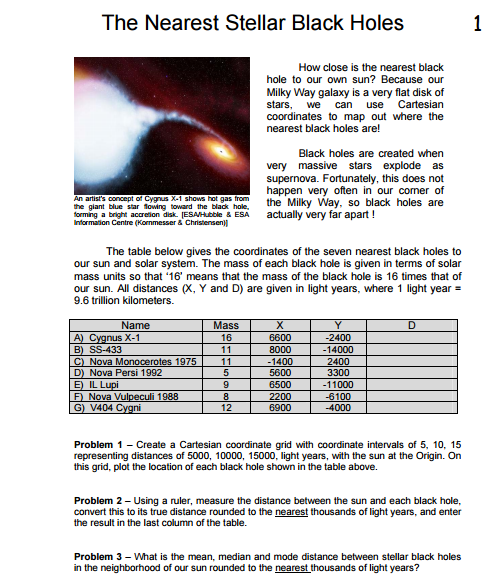 The Nearest Stellar Black Holes 1
How close is the nearest black
hole to our own sun? Because our
Milky Way galaxy is a very flat disk of
stars, we can use Cartesian
coordinates to map out where the
nearest black holes are!
Black holes are created when
very massive stars explode as
supernova. Fortunately, this does not
happen very often in our corner of
the Milky Way, so black holes are
actually very far apart !
An artist's concept of Cygnus X-1 shows hot gas from
the giant blue star flowing toward the black hole,
forming a bright accretion disk. [ESA/Hubble & ESA
Information Centre (Kornmesser & Christensen)]
The table below gives the coordinates of the seven nearest black holes to
our sun and solar system. The mass of each black hole is given in terms of solar
mass units so that '16' means that the mass of the black hole is 16 times that of
our sun. All distances (X, Y and D) are given in light years, where 1 light year =
9.6 trillion kilometers.
Name Mass X Y D
A) Cygnus X-1 16 6600 -2400
B) SS-433 11 8000 -14000
C) Nova Monocerotes 1975 11 -1400 2400
D) Nova Persi 1992 5 5600 3300
E) IL Lupi 9 6500 -11000
F) Nova Vulpeculi 1988 8 2200 -6100
G) V404 Cygni 12 6900 -4000
Problem 1 – Create a Cartesian coordinate grid with coordinate intervals of 5, 10, 15
representing distances of 5000, 10000, 15000, light years, with the sun at the Origin. On
this grid, plot the location of each black hole shown in the table above.
Problem 2 – Using a ruler, measure the distance between the sun and each black hole,
convert this to its true distance rounded to the nearest thousands of light years, and enter
the result in the last column of the table.
Problem 3 – What is the mean, median and mode distance between stellar black holes
in the neighborhood of our sun rounded to the nearest thousands of light years?